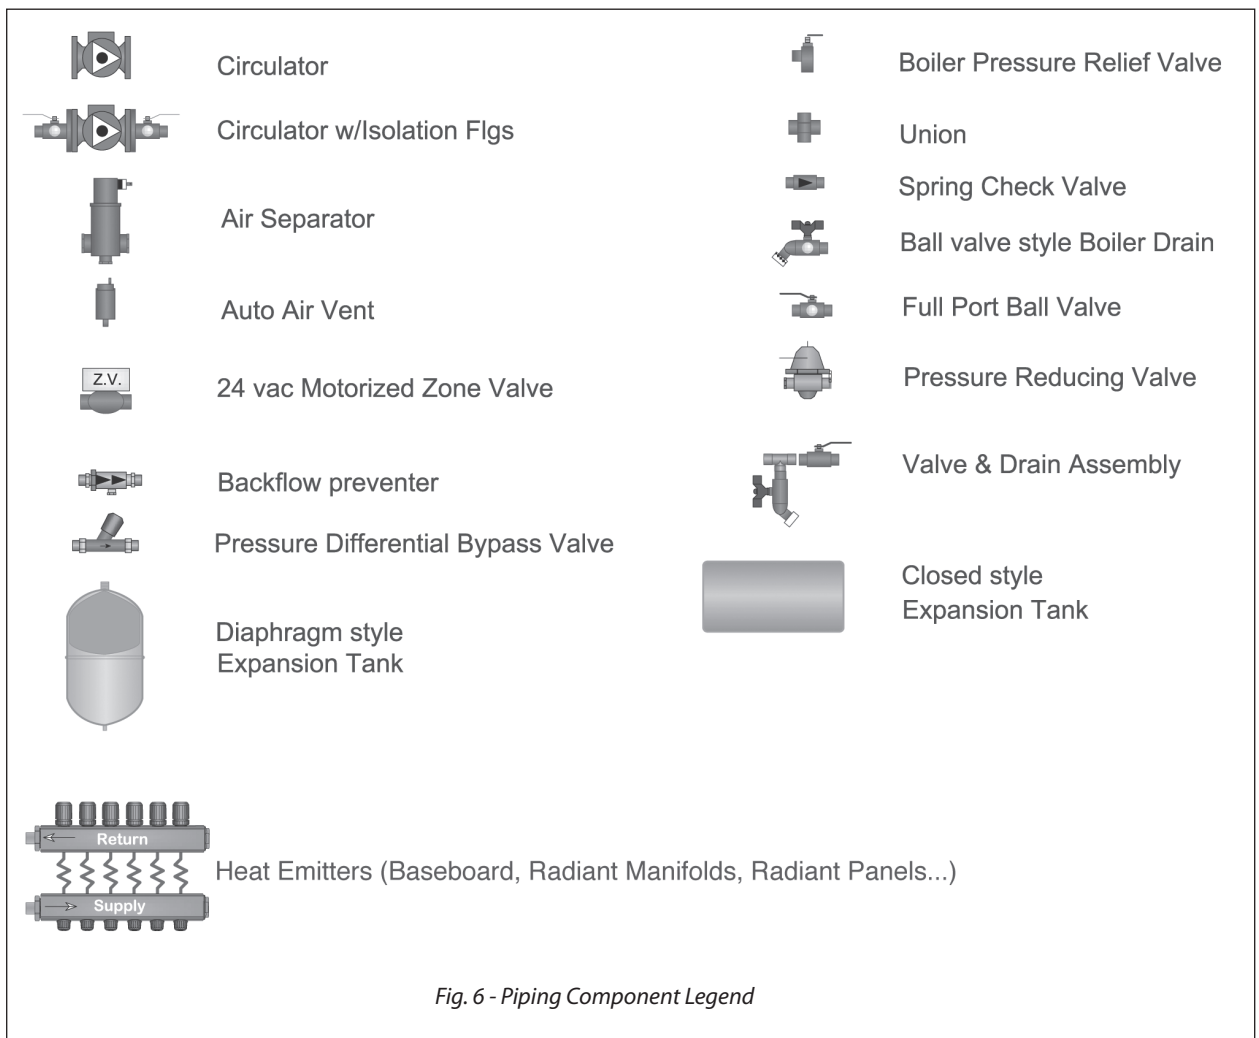 Circulator
Circulator w/Isolation Flgs
Air Separator
Auto Air Vent
Z.V.
24 vac Motorized Zone Valve
Backflow preventer
Pressure Differential Bypass Valve
Diaphragm style
Expansion Tank
Boiler Pressure Relief Valve
Union
Spring Check Valve
Ball valve style Boiler Drain
Full Port Ball Valve
Pressure Reducing Valve
Valve & Drain Assembly
Closed style
Expansion Tank
Return
Heat Emitters (Baseboard, Radiant Manifolds, Radiant Panels...)
Supply
Fig. 6 - Piping Component Legend